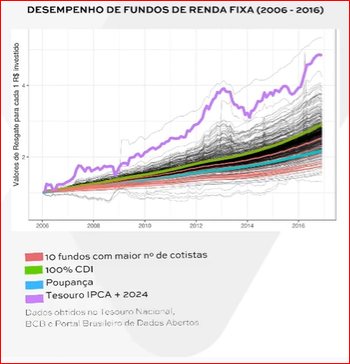 DESEMPENHO DE FUNDOS DE RENDA FIXA (2006 - 2016)
Valores de Resgate para cada 1 R$ investido
4
2
2006
2008
2010
2012
2014
2016
10 fundos com maior nº de cotistas
100% CDI
Poupança
Tesouro IPCA + 2024
Dados obtidos no Tesouro Nacional,
BCB e Portal Brasileiro de Dados Abertos.